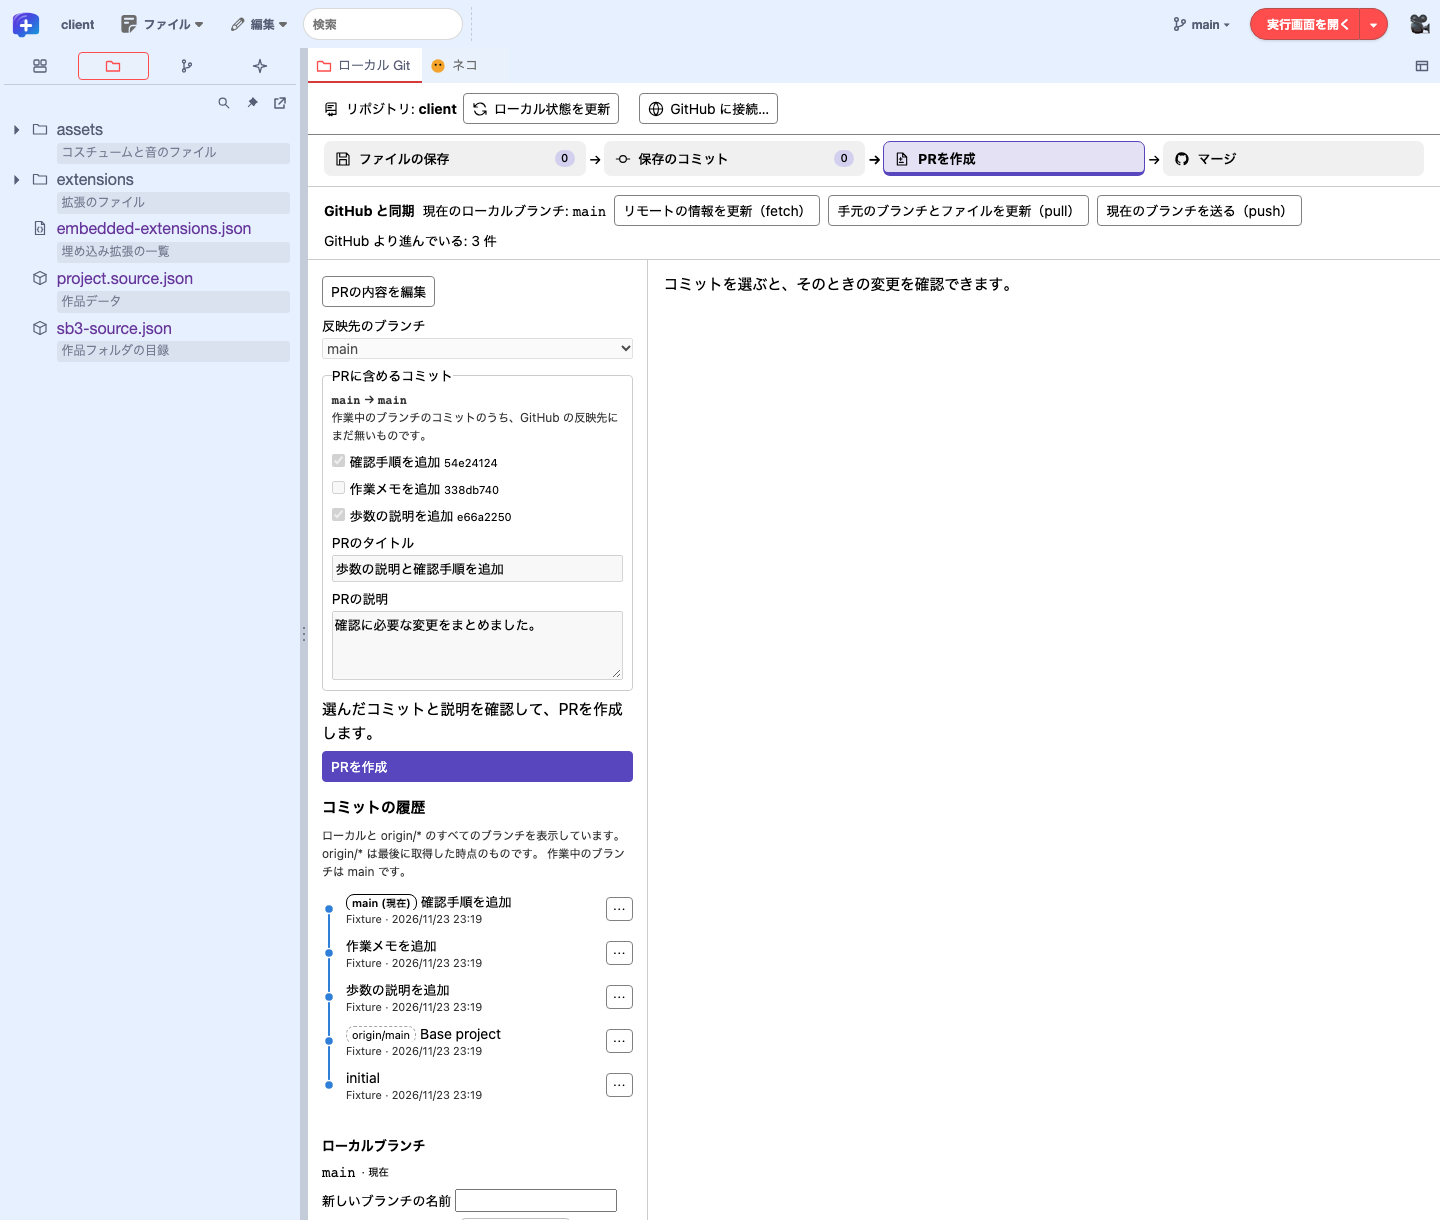 client
ファイル
編集
検索
main
実行画面を開く
ローカル Git
ネコ
リポジトリ: client
ローカル状態を更新
GitHub に接続...
assets
コスチュームと音のファイル
extensions
拡張のファイル
embedded-extensions.json
埋め込み拡張の一覧
project.source.json
作品データ
sb3-source.json
作品フォルダの目録
ファイルの保存
0
保存のコミット
0
PRを作成
マージ
GitHub と同期
現在のローカルブランチ: main
リモートの情報を更新（fetch）
手元のブランチとファイルを更新（pull）
現在のブランチを送る（push）
GitHub より進んでいる: 3 件
PRの内容を編集
反映先のブランチ
main
PRに含めるコミット
main → main
作業中のブランチのコミットのうち、GitHub の反映先に
まだ無いものです。
確認手順を追加 54e24124
作業メモを追加 338db740
歩数の説明を追加 e66a2250
PRのタイトル
歩数の説明と確認手順を追加
PRの説明
確認に必要な変更をまとめました。
選んだコミットと説明を確認して、PRを作成
します。
PRを作成
コミットの履歴
ローカルと origin/* のすべてのブランチを表示しています。
origin/* は最後に取得した時点のものです。 作業中のブラン
チは main です。
main (現在) 確認手順を追加
Fixture · 2026/11/23 23:19
作業メモを追加
Fixture · 2026/11/23 23:19
歩数の説明を追加
Fixture · 2026/11/23 23:19
origin/main Base project
Fixture · 2026/11/23 23:19
initial
Fixture · 2026/11/23 23:19
ローカルブランチ
main · 現在
新しいブランチの名前
コミットを選ぶと、そのときの変更を確認できます。